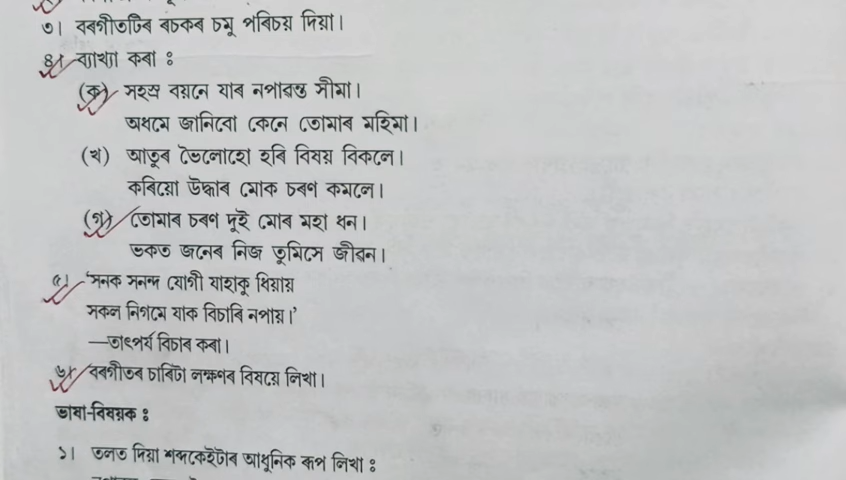 ৩। বৰগীতটিৰ ৰচকৰ চমু পৰিচয় দিয়া।
৪। ব্যাখ্যা কৰা :
(ক) সহস্ৰ বয়নে যাৰ নপাৱন্ত সীমা।
অধমে জানিবো কেনে তোমাৰ মহিমা।
(খ) আতুৰ ভৈলোহো হৰি বিষয় বিকলে।
কৰিয়ো উদ্ধাৰ মোক চৰণ কমলে।
(গ) তোমাৰ চৰণ দুই মোৰ মহা ধন।
ভকত জনেৰ নিজ তুমিসে জীৱন।
৫। ‘সনক সনন্দ যোগী যাহাকু ধিয়ায়
সকল নিগমে যাক বিচাৰি নপায়।’
—তাৎপৰ্য বিচাৰ কৰা।
৬। বৰগীতৰ চাৰিটা লক্ষণৰ বিষয়ে লিখা।
ভাষা-বিষয়ক :
১। তলত দিয়া শব্দকেইটাৰ আধুনিক ৰূপ লিখা :